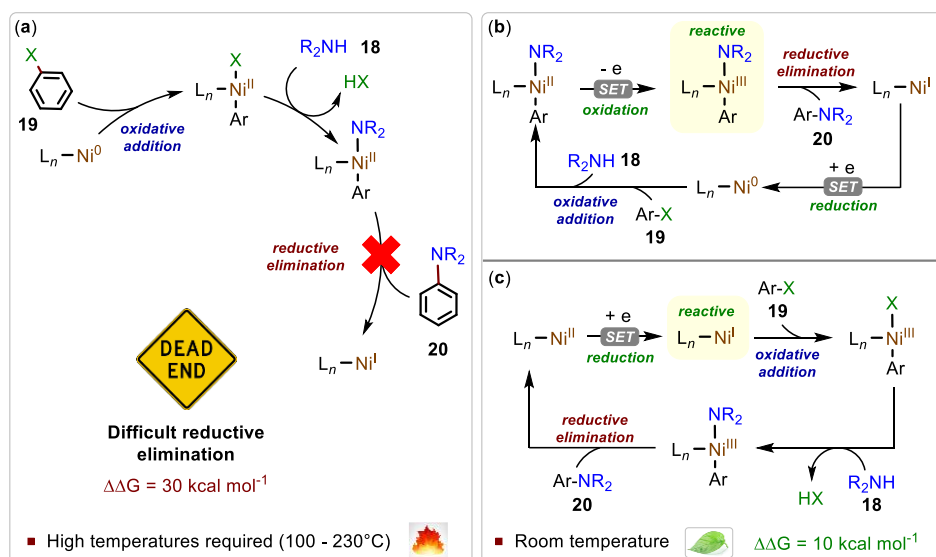 (a)
X
19
Lₙ
Ni⁰
oxidative
addition
X
Lₙ
Niᴵᴵ
Ar
R₂NH 18
HX
NR₂
Lₙ
Niᴵᴵ
Ar
reductive
elimination
NR₂
20
Lₙ
Niᴵ
DEAD
END
Difficult reductive
elimination
ΔΔG = 30 kcal mol⁻¹
High temperatures required (100 - 230°C)
(b)
NR₂
Lₙ
Niᴵᴵ
Ar
- e
SET
oxidation
reactive
NR₂
Lₙ
Niᴵᴵᴵ
Ar
reductive
elimination
Ar-NR₂
20
Lₙ
Niᴵ
+ e
SET
reduction
Lₙ
Ni⁰
R₂NH 18
oxidative
addition
Ar-X
19
(c)
Lₙ
Niᴵᴵ
+ e
SET
reduction
reactive
Lₙ
Niᴵ
Ar-X
19
oxidative
addition
X
Lₙ
Niᴵᴵᴵ
Ar
R₂NH
18
HX
NR₂
Lₙ
Niᴵᴵᴵ
Ar
reductive
elimination
Ar-NR₂
20
Room temperature
ΔΔG = 10 kcal mol⁻¹